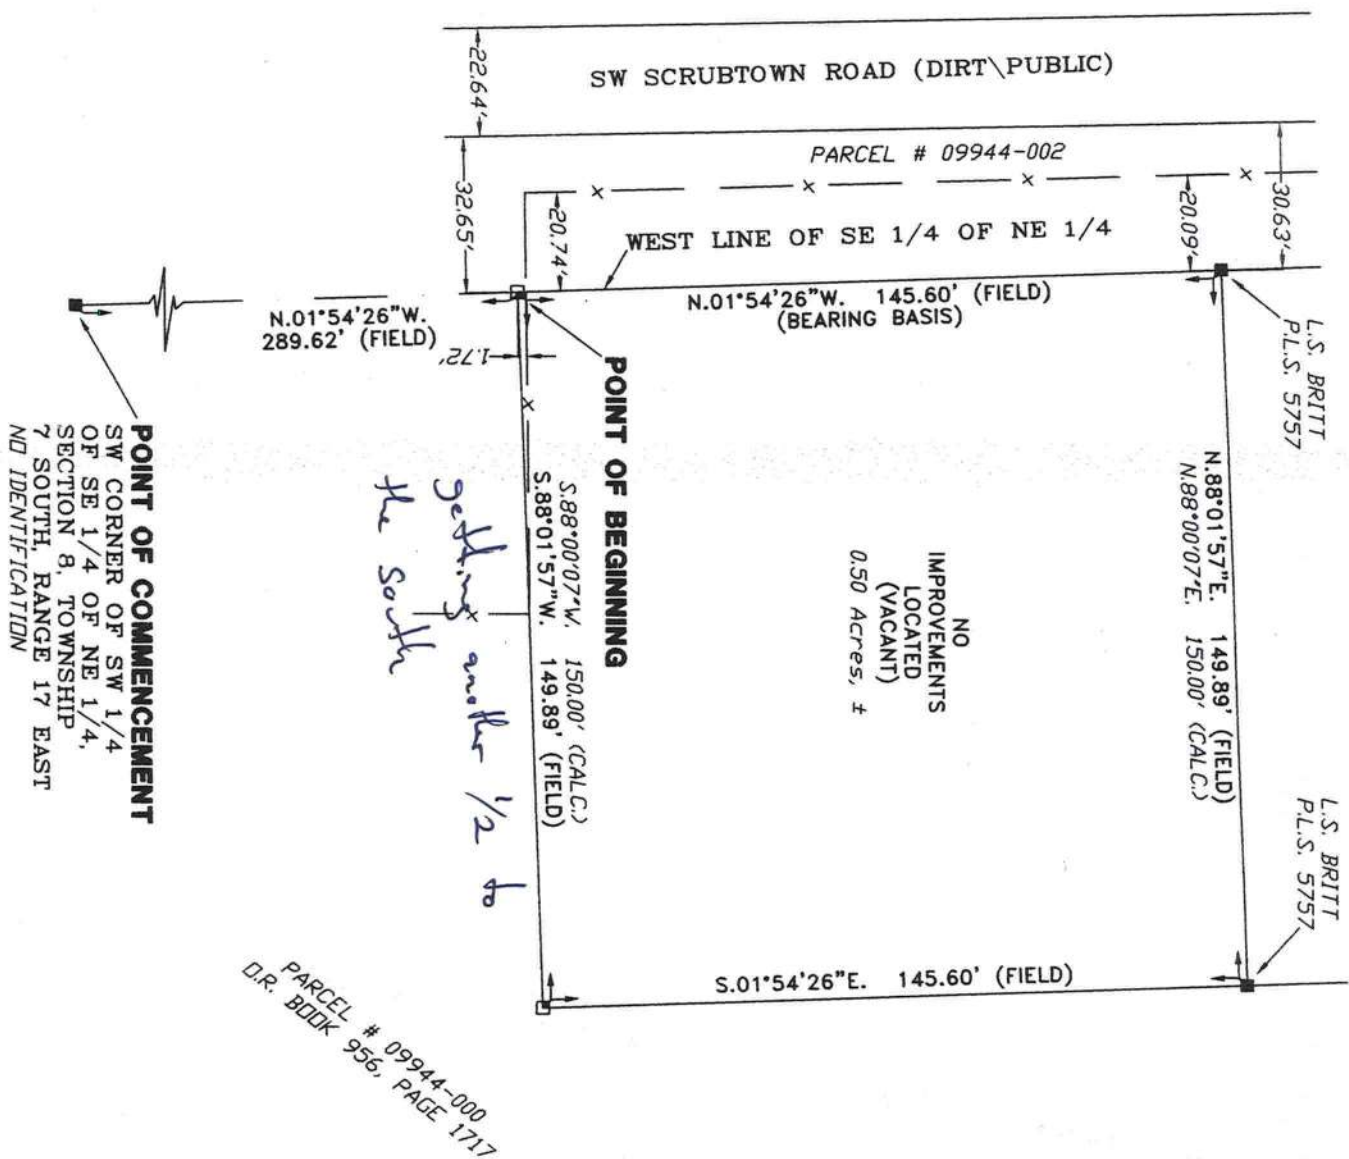 SW SCRUBTOWN ROAD (DIRT\PUBLIC)
22.64'
PARCEL # 09944-002
32.65'
20.74'
20.09'
30.63'
WEST LINE OF SE 1/4 OF NE 1/4
N.01°54'26"W.
289.62' (FIELD)
N.01°54'26"W. 145.60' (FIELD)
(BEARING BASIS)
1.72'
L.S. BRITT
P.L.S. 5757
POINT OF BEGINNING
POINT OF COMMENCEMENT
SW CORNER OF SW 1/4
OF SE 1/4 OF NE 1/4,
SECTION 8, TOWNSHIP
7 SOUTH, RANGE 17 EAST
NO IDENTIFICATION
S.88°00'07"W. 150.00' (CALC.)
S.88°01'57"W. 149.89' (FIELD)
getting another 1/2 to
the South
NO
IMPROVEMENTS
LOCATED
(VACANT)
0.50 Acres, ±
N.88°01'57"E. 149.89' (FIELD)
N.88°00'07"E. 150.00' (CALC.)
L.S. BRITT
P.L.S. 5757
S.01°54'26"E. 145.60' (FIELD)
PARCEL # 09944-000
O.R. BOOK 956, PAGE 1717